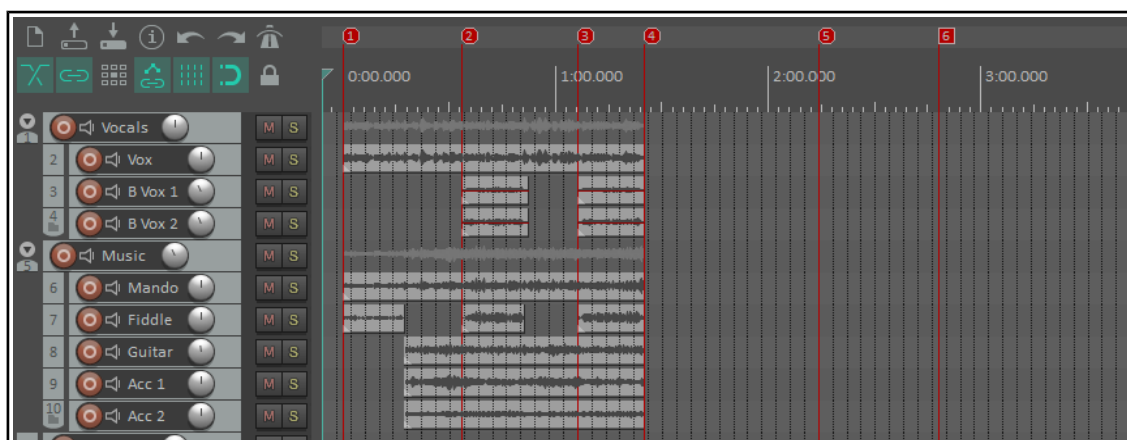 1 2 3 4 5 6
0:00.000 1:00.000 2:00.000 3:00.000
1 Vocals M S
2 Vox M S
3 B Vox 1 M S
4 B Vox 2 M S
5 Music M S
6 Mando M S
7 Fiddle M S
8 Guitar M S
9 Acc 1 M S
10 Acc 2 M S